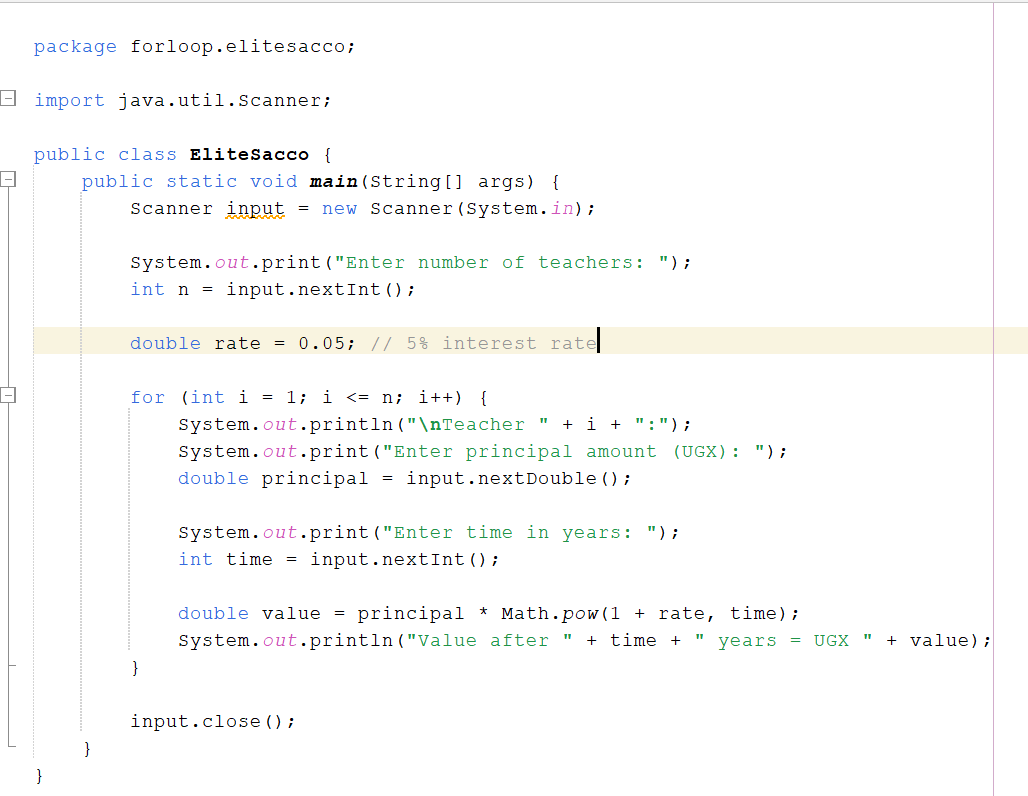 package forloop.elitesacco;
import java.util.Scanner;
public class EliteSacco {
public static void main(String[] args) {
Scanner input = new Scanner(System.in);
System.out.print("Enter number of teachers: ");
int n = input.nextInt();
double rate = 0.05; // 5% interest rate
for (int i = 1; i <= n; i++) {
System.out.println("\nTeacher " + i + ":");
System.out.print("Enter principal amount (UGX): ");
double principal = input.nextDouble();
System.out.print("Enter time in years: ");
int time = input.nextInt();
double value = principal * Math.pow(1 + rate, time);
System.out.println("Value after " + time + " years = UGX " + value);
}
input.close();
}
}